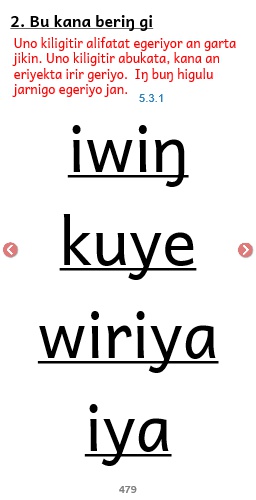 2. Bu kana beriŋ gi
Uno kiligitir alifatat egeriyor an garta
jikin. Uno kiligitir abukata, kana an
eriyekta irir geriyo. Iŋ buŋ higulu
jarnigo egeriyo jan.
5.3.1
iwiŋ
kuye
wiriya
iya
479